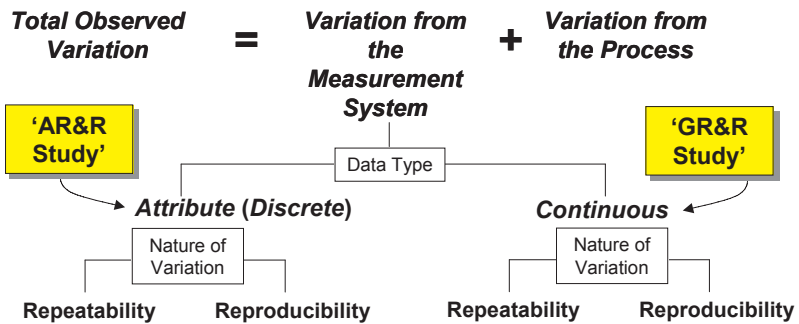 Total Observed
Variation
=
Variation from
the
Measurement
System
+
Variation from
the Process
‘AR&R
Study’
‘GR&R
Study’
Data Type
Attribute (Discrete)
Continuous
Nature of
Variation
Nature of
Variation
Repeatability
Reproducibility
Repeatability
Reproducibility